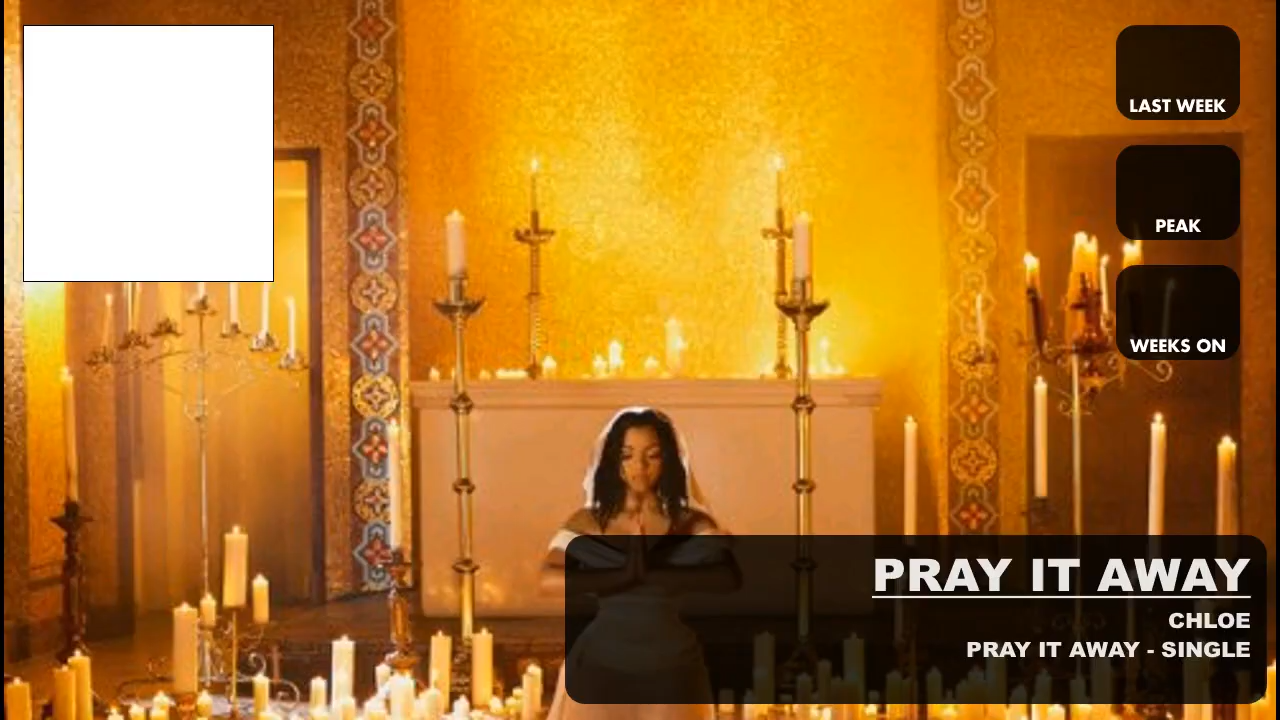 LAST WEEK
PEAK
WEEKS ON
PRAY IT AWAY
CHLOE
PRAY IT AWAY - SINGLE